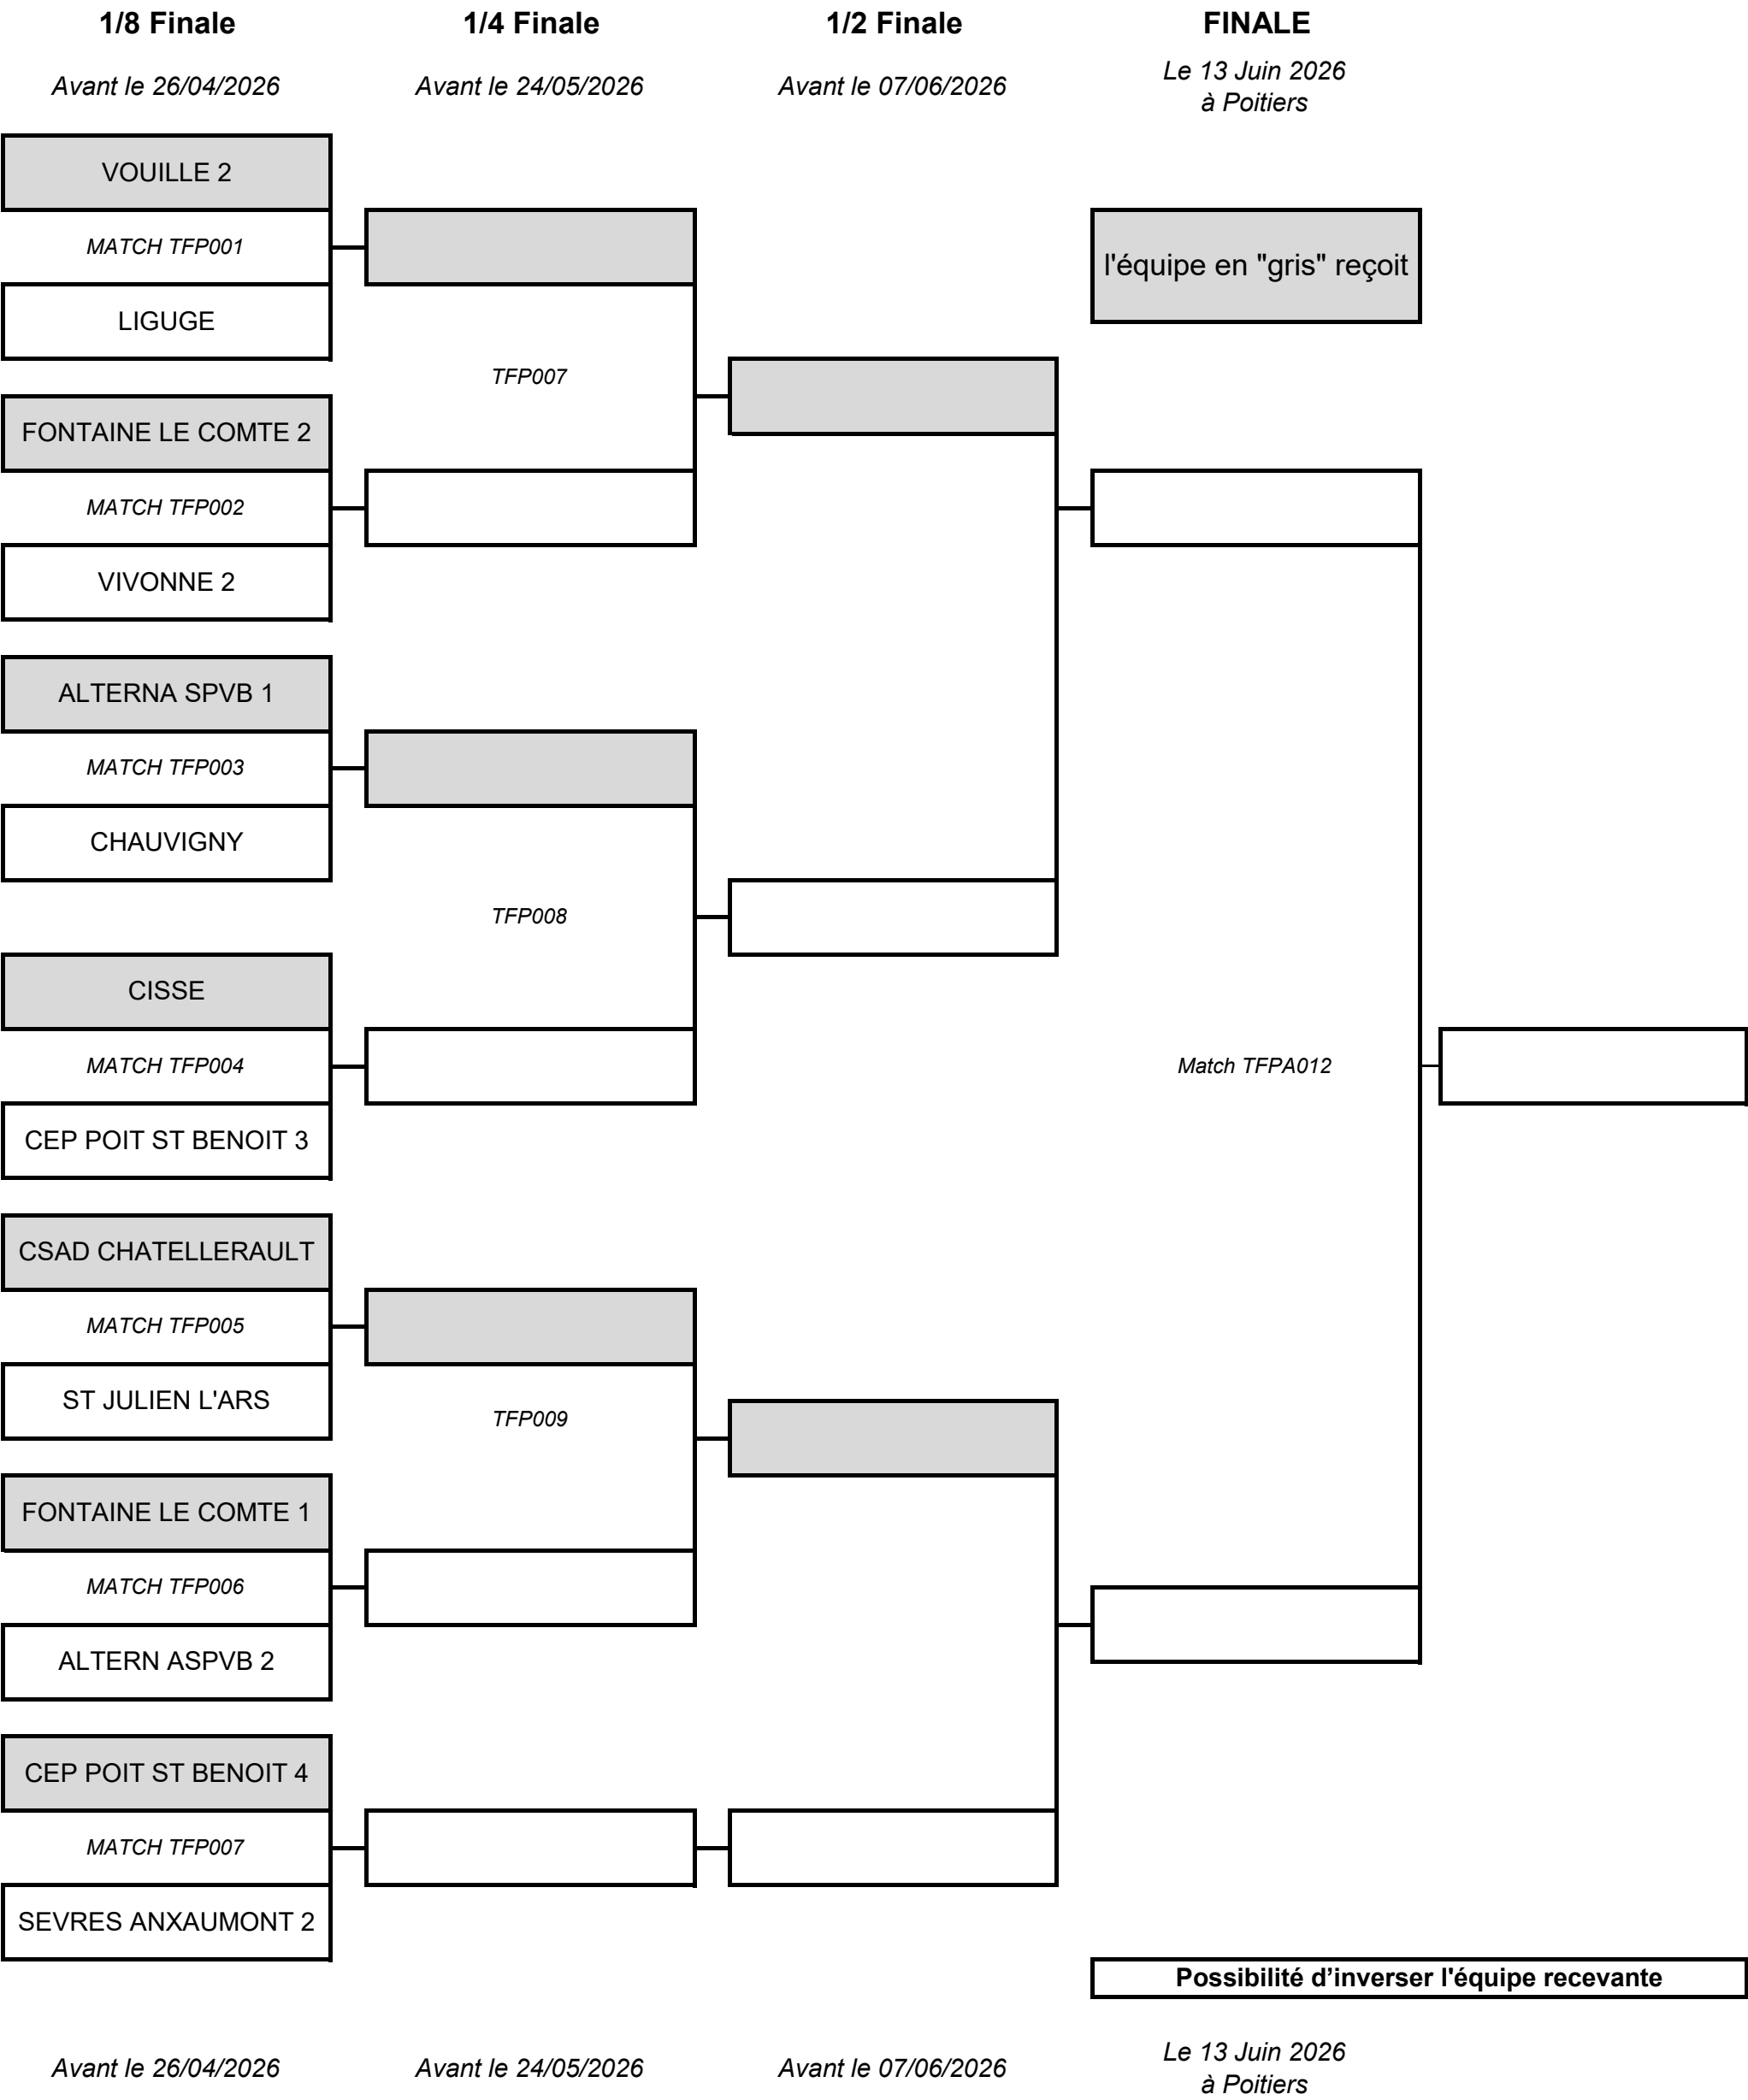 1/8 Finale
1/4 Finale
1/2 Finale
FINALE
Avant le 26/04/2026
Avant le 24/05/2026
Avant le 07/06/2026
Le 13 Juin 2026
à Poitiers
VOUILLE 2
MATCH TFP001
LIGUGE
l'équipe en "gris" reçoit
TFP007
FONTAINE LE COMTE 2
MATCH TFP002
VIVONNE 2
ALTERNA SPVB 1
MATCH TFP003
CHAUVIGNY
TFP008
CISSE
MATCH TFP004
CEP POIT ST BENOIT 3
Match TFPA012
CSAD CHATELLERAULT
MATCH TFP005
ST JULIEN L'ARS
TFP009
FONTAINE LE COMTE 1
MATCH TFP006
ALTERN ASPVB 2
CEP POIT ST BENOIT 4
MATCH TFP007
SEVRES ANXAUMONT 2
Possibilité d’inverser l'équipe recevante
Avant le 26/04/2026
Avant le 24/05/2026
Avant le 07/06/2026
Le 13 Juin 2026
à Poitiers